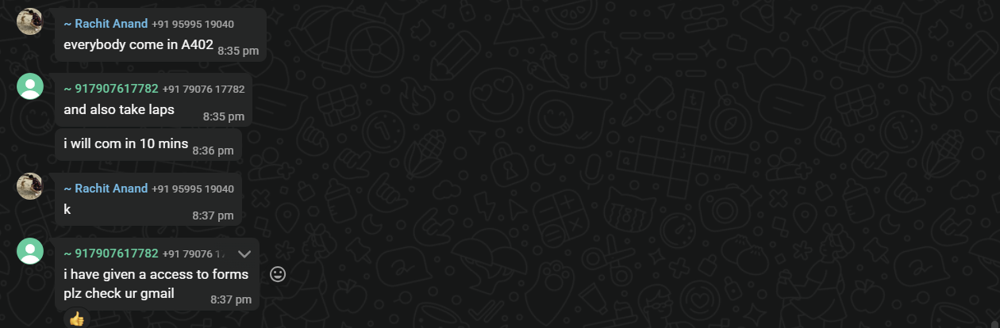 ~ Rachit Anand +91 95995 19040
everybody come in A402 8:35 pm
~ 917907617782 +91 79076 17782
and also take laps 8:35 pm
i will com in 10 mins 8:36 pm
~ Rachit Anand +91 95995 19040
k 8:37 pm
~ 917907617782 +91 79076
i have given a access to forms
plz check ur gmail 8:37 pm